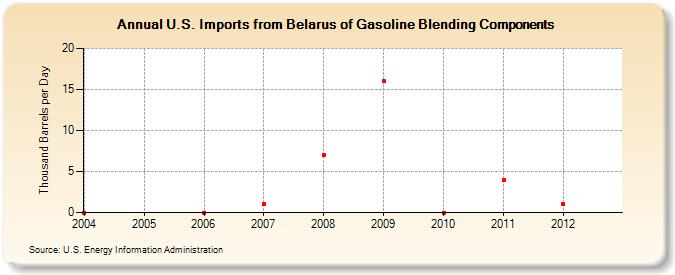 Annual U.S. Imports from Belarus of Gasoline Blending Components
Thousand Barrels per Day
20
15
10
5
0
2004 2005 2006 2007 2008 2009 2010 2011 2012
Source: U.S. Energy Information Administration